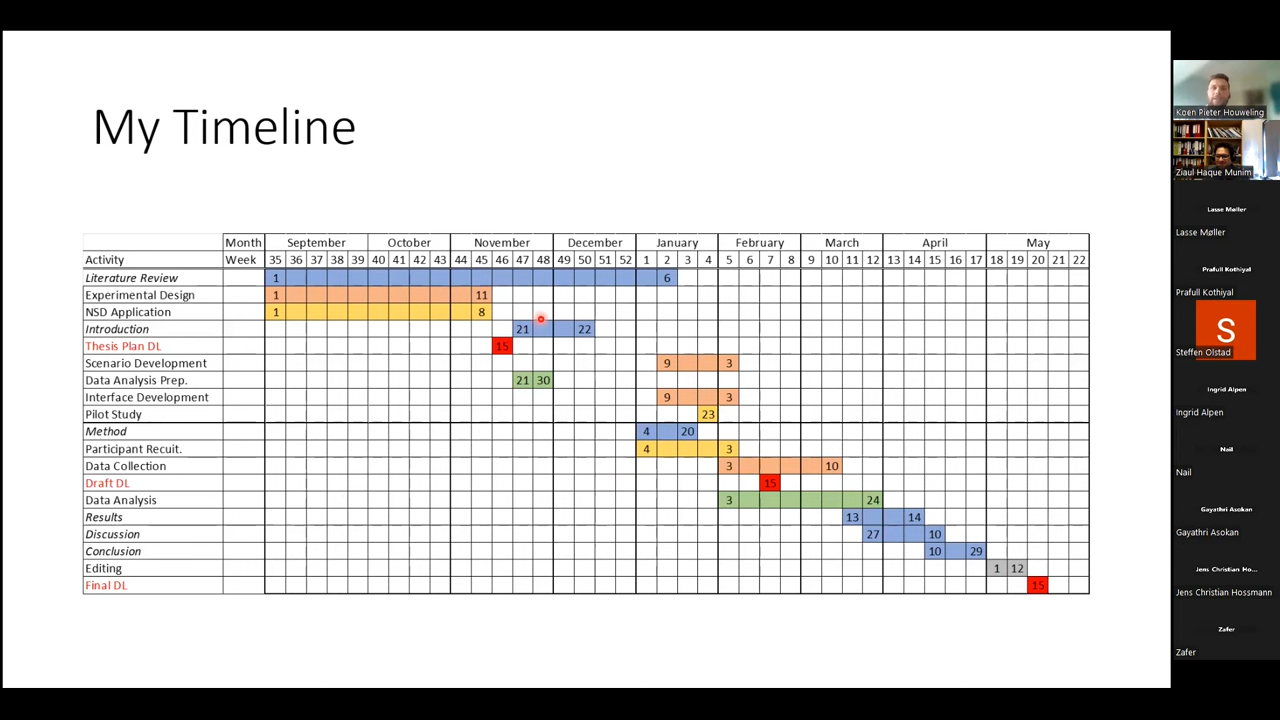 My Timeline
Month September October November December January February March April May
Activity Week 35 36 37 38 39 40 41 42 43 44 45 46 47 48 49 50 51 52 1 2 3 4 5 6 7 8 9 10 11 12 13 14 15 16 17 18 19 20 21 22
Literature Review 1 6
Experimental Design 1 11
NSD Application 1 8
Introduction 21 22
Thesis Plan DL 15
Scenario Development 9 3
Data Analysis Prep. 21 30
Interface Development 9 3
Pilot Study 23
Method 4 20
Participant Recuit. 4 3
Data Collection 3 10
Draft DL 15
Data Analysis 3 24
Results 13 14
Discussion 27 10
Conclusion 10 29
Editing 1 12
Final DL 15
Koen Pieter Houweling
Ziaul Haque Munim
Lasse Møller
Lasse Møller
Prafull Kothiyal
Prafull Kothiyal
S
Steffen Olstad
Ingrid Alpen
Ingrid Alpen
Nail
Nail
Gayathri Asokan
Gayathri Asokan
Jens Christian Ho...
Jens Christian Hossmann
Zafer
Zafer